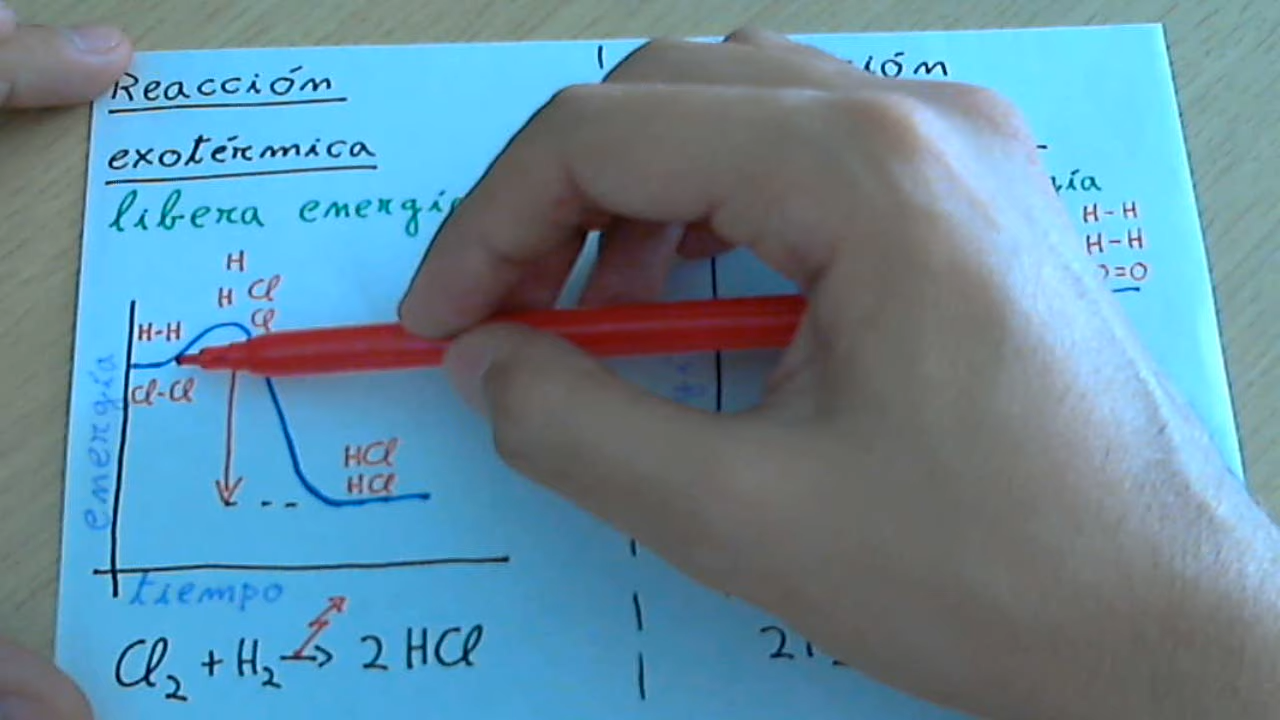 Reacción
exotérmica
libera energía
H
H Cl
Cl
H-H
Cl-Cl
HCl
HCl
energía
tiempo
Cl₂ + H₂ → 2 HCl
H-H
H-H